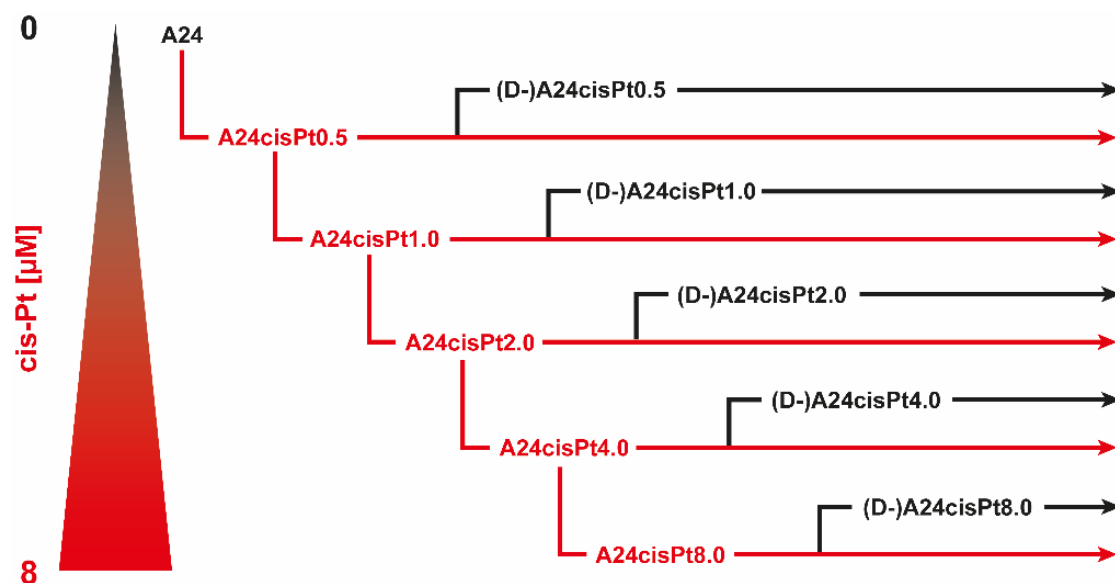 0
A24
(D-)A24cisPt0.5
A24cisPt0.5
(D-)A24cisPt1.0
A24cisPt1.0
cis-Pt [µM]
(D-)A24cisPt2.0
A24cisPt2.0
(D-)A24cisPt4.0
A24cisPt4.0
(D-)A24cisPt8.0
A24cisPt8.0
8